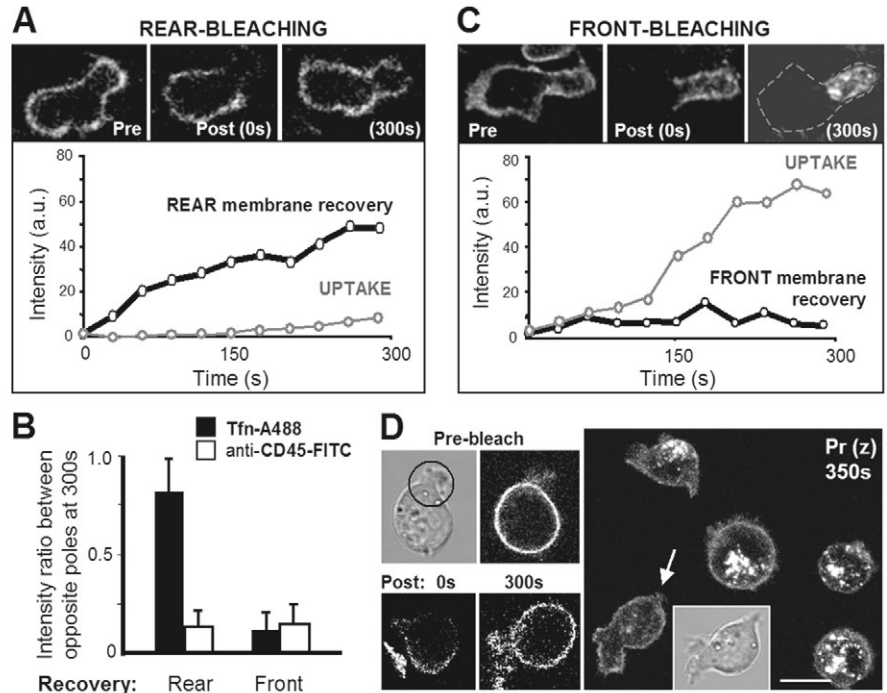 A
REAR-BLEACHING
Pre
Post (0s)
(300s)
80
60
40
20
0
Intensity (a.u.)
REAR membrane recovery
UPTAKE
0
150
300
Time (s)
C
FRONT-BLEACHING
Pre
Post (0s)
(300s)
80
60
40
20
0
Intensity (a.u.)
UPTAKE
FRONT membrane
recovery
150
300
Time (s)
B
Tfn-A488
anti-CD45-FITC
Intensity ratio between
opposite poles at 300s
1.0
0.5
0
Recovery: Rear Front
D
Pre-bleach
Post: 0s 300s
Pr (z)
350s